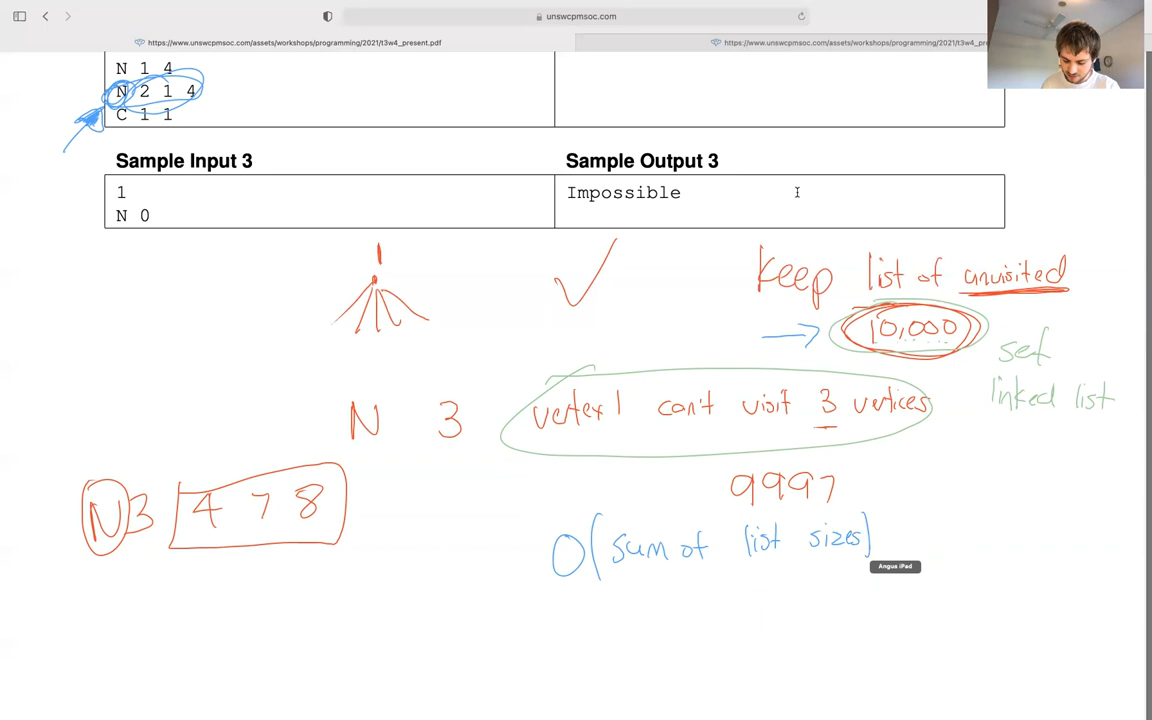 unswcpmsoc.com
https://www.unswcpmsoc.com/assets/workshops/programming/2021/t3w4_present.pdf
https://www.unswcpmsoc.com/assets/workshops/programming/2021/t3w4_pre
N 1 4
N 2 1 4
C 1 1
Sample Input 3
Sample Output 3
1
N 0
Impossible
1
keep list of unvisited
10,000
set
linked list
N 3
vertex 1 can't visit 3 vertices
9997
N 3 4 7 8
O(sum of list sizes)
Angus iPad